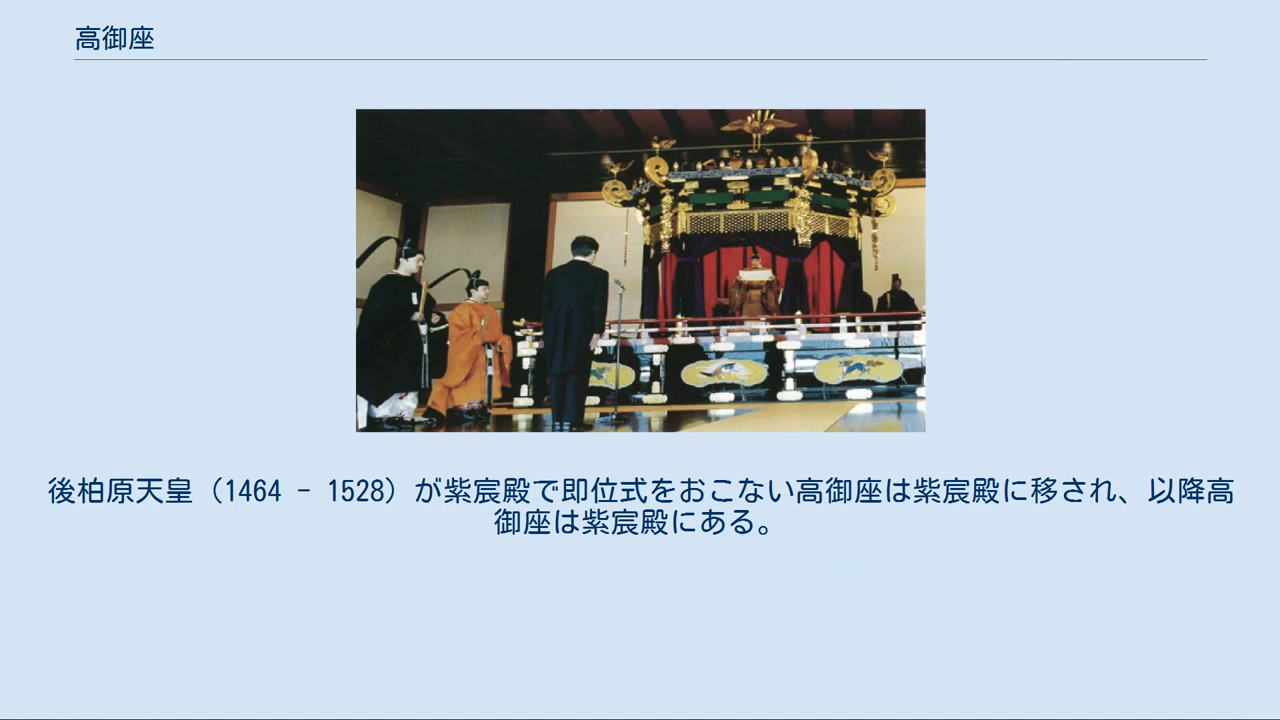 高御座
後柏原天皇（1464 - 1528）が紫宸殿で即位式をおこない高御座は紫宸殿に移され、以降高
御座は紫宸殿にある。